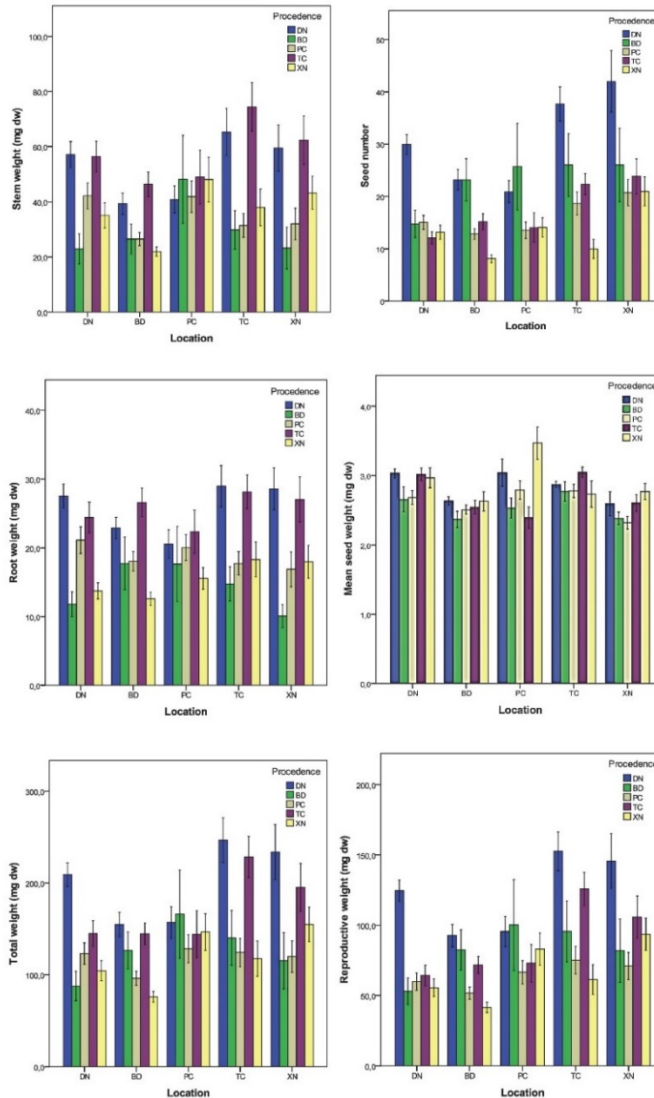 Procedence
DN
BD
PC
TC
XN
Stem weight (mg dw)
100,0
80,0
60,0
40,0
20,0
0,0
DN BD PC TC XN
Location
Procedence
DN
BD
PC
TC
XN
Seed number
50
40
30
20
10
0
DN BD PC TC XN
Location
Procedence
DN
BD
PC
TC
XN
Root weight (mg dw)
40,0
30,0
20,0
10,0
0,0
DN BD PC TC XN
Location
Procedence
DN
BD
PC
TC
XN
Mean seed weight (mg dw)
4,0
3,0
2,0
1,0
0,0
DN BD PC TC XN
Location
Procedence
DN
BD
PC
TC
XN
Total weight (mg dw)
300,0
200,0
100,0
0,0
DN BD PC TC XN
Location
Procedence
DN
BD
PC
TC
XN
Reproductive weight (mg dw)
200,0
150,0
100,0
50,0
0,0
DN BD PC TC XN
Location